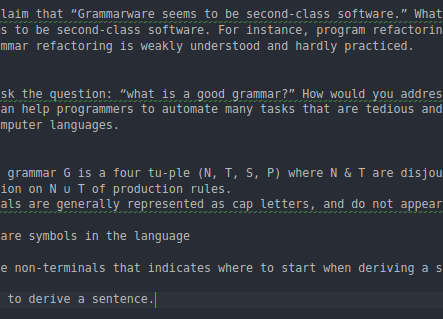 laim that “Grammarware seems to be second-class software.” What
s to be second-class software. For instance, program refactorin
mmar refactoring is weakly understood and hardly practiced.
sk the question: “what is a good grammar?” How would you addres
an help programmers to automate many tasks that are tedious and
mputer languages.
grammar G is a four tu-ple (N, T, S, P) where N & T are disjou
ion on N ∪ T of production rules.
als are generally represented as cap letters, and do not appear
are symbols in the language
e non-terminals that indicates where to start when deriving a s
to derive a sentence.